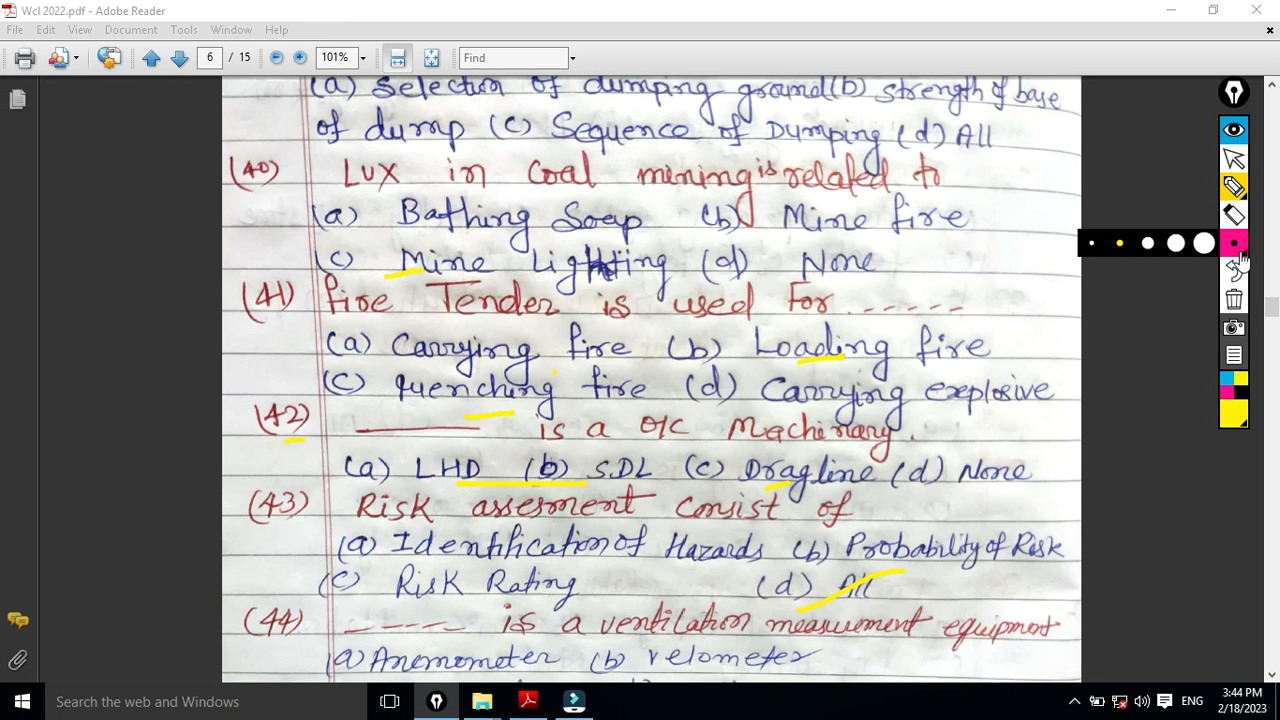 Wcl 2022.pdf - Adobe Reader
File Edit View Document Tools Window Help
6 / 15 101% Find
(a) Selection of dumping ground (b) strength of base
of dump (c) Sequence of Dumping (d) All
(40) Lux in Coal mining is related to
(a) Bathing Soap (b) Mine fire
(c) Mine Lighting (d) None
(41) fire Tender is used For . -----
(a) Carrying fire (b) Loading fire
(c) quenching fire (d) Carrying explosive
(42) ______ is a o/c Machinary.
(a) LHD (b) SDL (c) Dragline (d) None
(43) Risk assesment consist of
(a) Identification of Hazards (b) Probability of Risk
(c) Risk Rating (d) All
(44) ----- is a ventilation measurment equipment
(a) Anemometer (b) velometer
Search the web and Windows
ENG
3:44 PM
2/18/2023